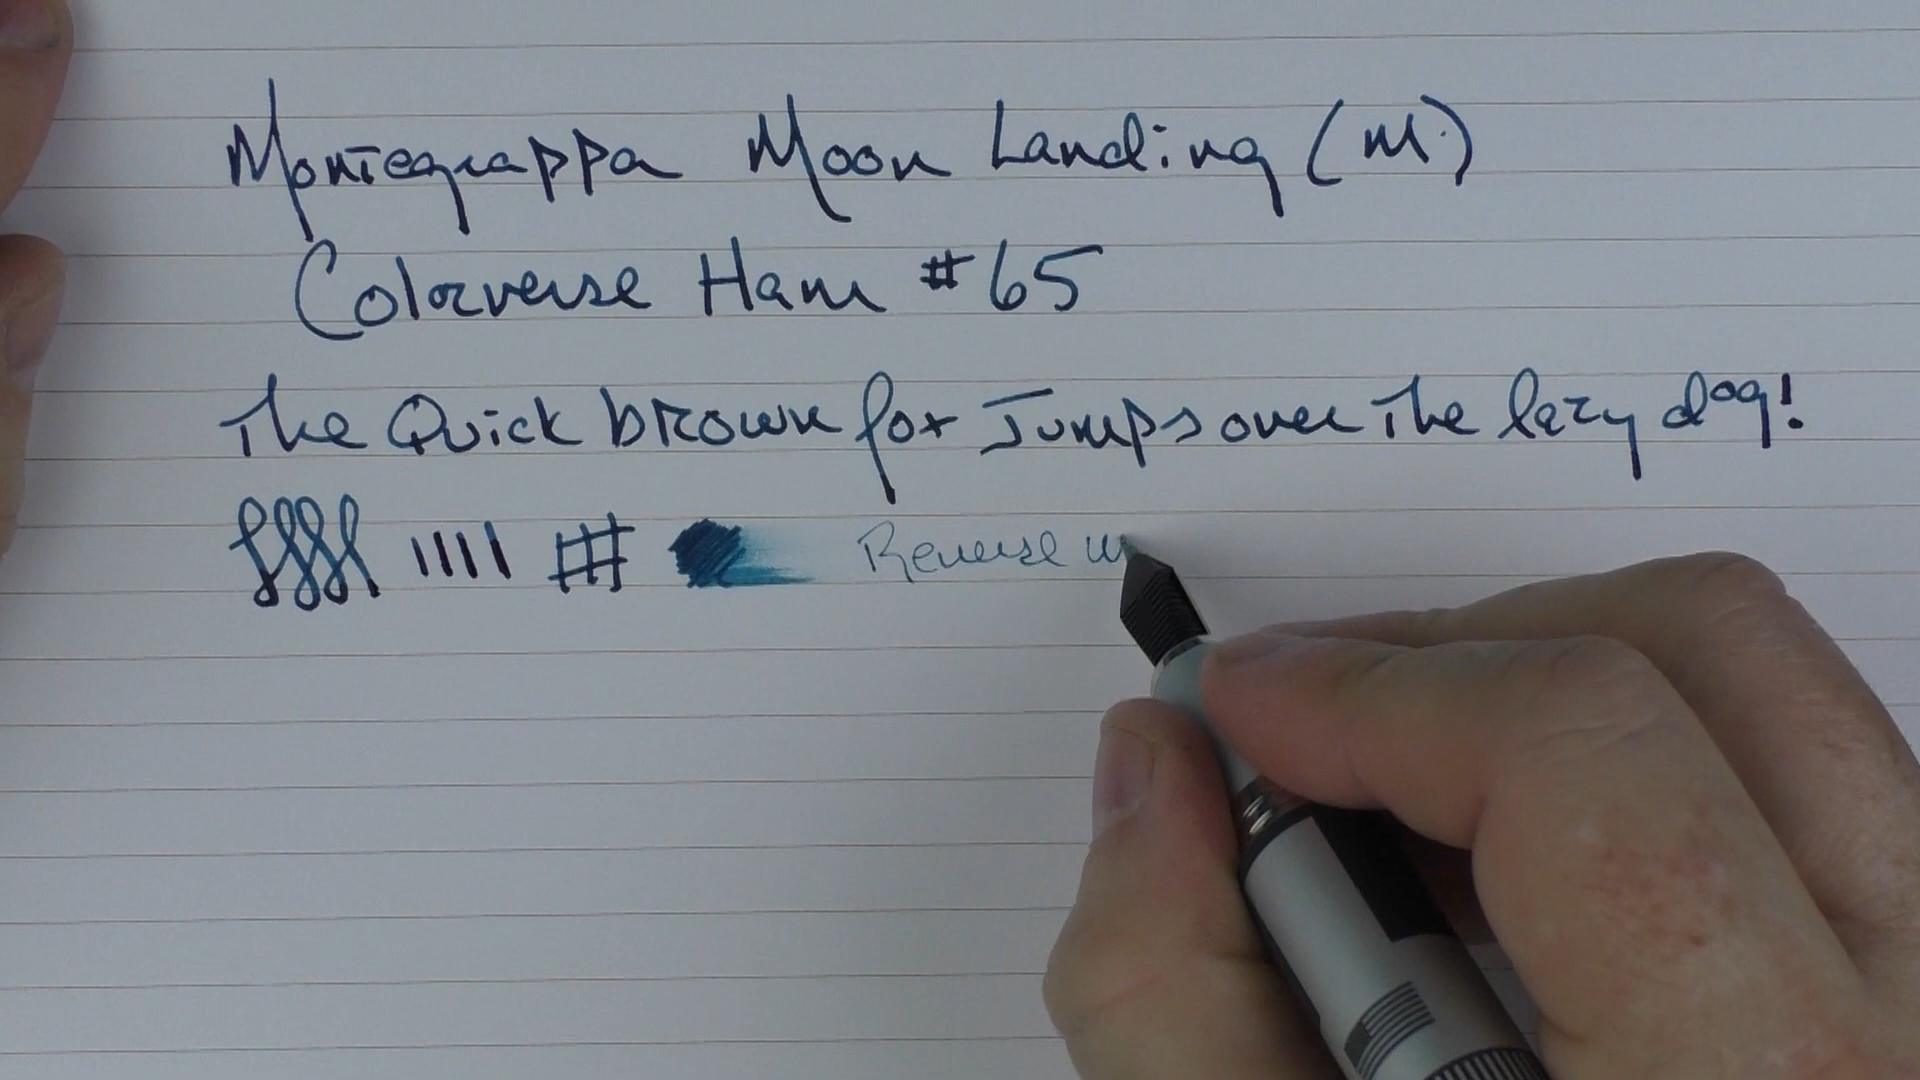 Montegrappa Moon Landing (M)
Colorverse Ham #65
The Quick brown fox Jumps over The lazy dog!
Reverse w